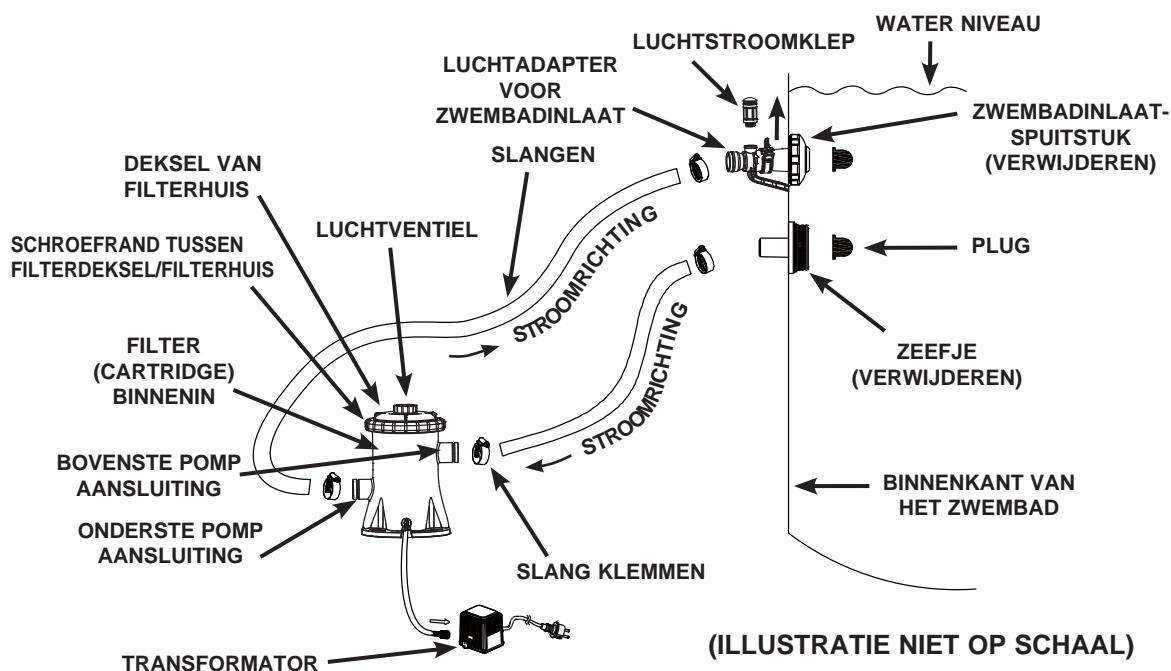 WATER NIVEAU
LUCHTSTROOMKLEP
LUCHTADAPTER
VOOR
ZWEMBADINLAAT
ZWEMBADINLAAT-
SPUITSTUK
(VERWIJDEREN)
SLANGEN
DEKSEL VAN
FILTERHUIS
LUCHTVENTIEL
SCHROEFRAND TUSSEN
FILTERDEKSEL/FILTERHUIS
STROOMRICHTING
PLUG
STROOMRICHTING
FILTER
(CARTRIDGE)
BINNENIN
ZEEFJE
(VERWIJDEREN)
BOVENSTE POMP
AANSLUITING
BINNENKANT VAN
HET ZWEMBAD
ONDERSTE POMP
AANSLUITING
SLANG KLEMMEN
TRANSFORMATOR
(ILLUSTRATIE NIET OP SCHAAL)